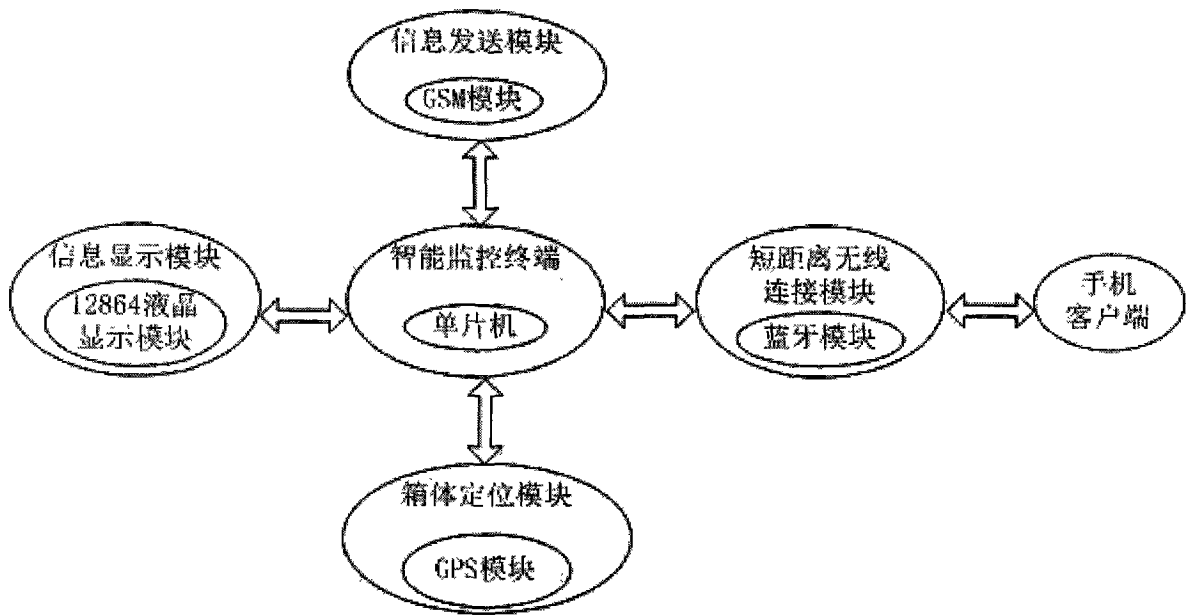 信息发送模块
GSM模块
信息显示模块
12864液晶
显示模块
智能监控终端
单片机
短距离无线
连接模块
蓝牙模块
手机
客户端
箱体定位模块
GPS模块